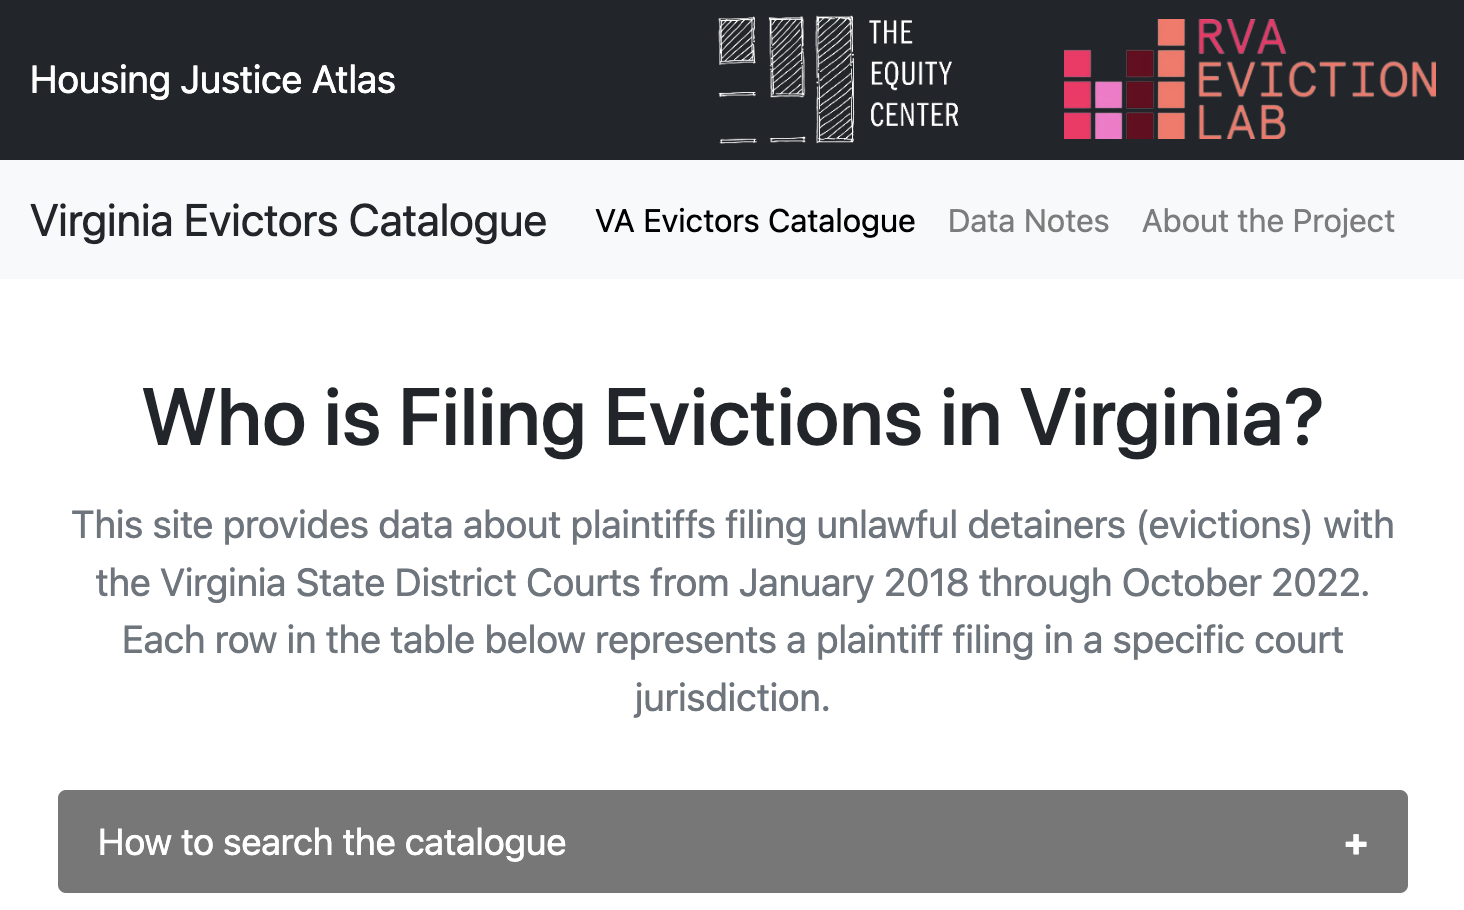 Housing Justice Atlas
THE
EQUITY
CENTER
RVA
EVICTION
LAB
Virginia Evictors Catalogue
VA Evictors Catalogue
Data Notes
About the Project
Who is Filing Evictions in Virginia?
This site provides data about plaintiffs filing unlawful detainers (evictions) with
the Virginia State District Courts from January 2018 through October 2022.
Each row in the table below represents a plaintiff filing in a specific court
jurisdiction.
How to search the catalogue +